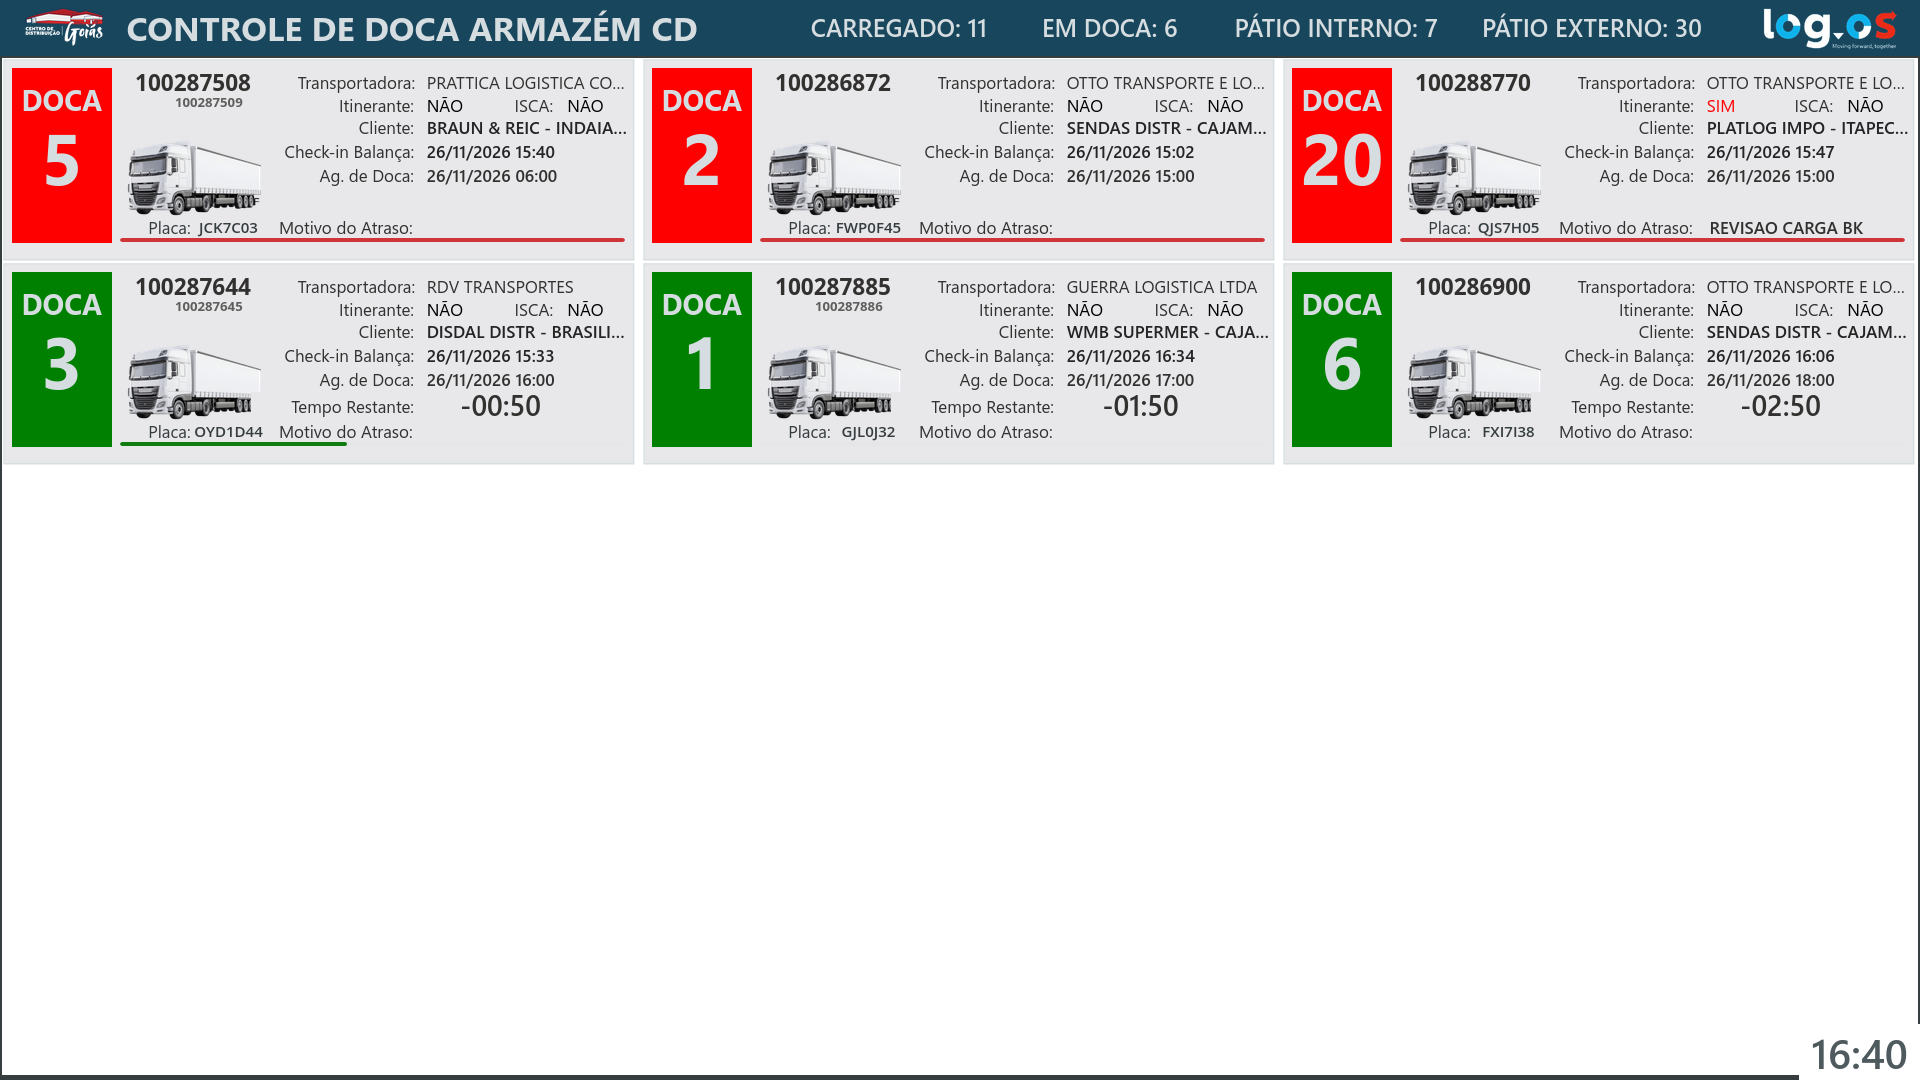 CENTRO DE DISTRIBUIÇÃO Goiás
CONTROLE DE DOCA ARMAZÉM CD
CARREGADO: 11
EM DOCA: 6
PÁTIO INTERNO: 7
PÁTIO EXTERNO: 30
log.os
Moving forward, together
DOCA
5
100287508
100287509
Transportadora: PRATTICA LOGISTICA CO...
Itinerante: NÃO ISCA: NÃO
Cliente: BRAUN & REIC - INDAIA...
Check-in Balança: 26/11/2026 15:40
Ag. de Doca: 26/11/2026 06:00
Placa: JCK7C03 Motivo do Atraso:
DOCA
2
100286872
Transportadora: OTTO TRANSPORTE E LO...
Itinerante: NÃO ISCA: NÃO
Cliente: SENDAS DISTR - CAJAM...
Check-in Balança: 26/11/2026 15:02
Ag. de Doca: 26/11/2026 15:00
Placa: FWP0F45 Motivo do Atraso:
DOCA
20
100288770
Transportadora: OTTO TRANSPORTE E LO...
Itinerante: SIM ISCA: NÃO
Cliente: PLATLOG IMPO - ITAPEC...
Check-in Balança: 26/11/2026 15:47
Ag. de Doca: 26/11/2026 15:00
Placa: QJS7H05 Motivo do Atraso: REVISAO CARGA BK
DOCA
3
100287644
100287645
Transportadora: RDV TRANSPORTES
Itinerante: NÃO ISCA: NÃO
Cliente: DISDAL DISTR - BRASILI...
Check-in Balança: 26/11/2026 15:33
Ag. de Doca: 26/11/2026 16:00
Tempo Restante: -00:50
Placa: OYD1D44 Motivo do Atraso:
DOCA
1
100287885
100287886
Transportadora: GUERRA LOGISTICA LTDA
Itinerante: NÃO ISCA: NÃO
Cliente: WMB SUPERMER - CAJA...
Check-in Balança: 26/11/2026 16:34
Ag. de Doca: 26/11/2026 17:00
Tempo Restante: -01:50
Placa: GJL0J32 Motivo do Atraso:
DOCA
6
100286900
Transportadora: OTTO TRANSPORTE E LO...
Itinerante: NÃO ISCA: NÃO
Cliente: SENDAS DISTR - CAJAM...
Check-in Balança: 26/11/2026 16:06
Ag. de Doca: 26/11/2026 18:00
Tempo Restante: -02:50
Placa: FXI7I38 Motivo do Atraso:
16:40